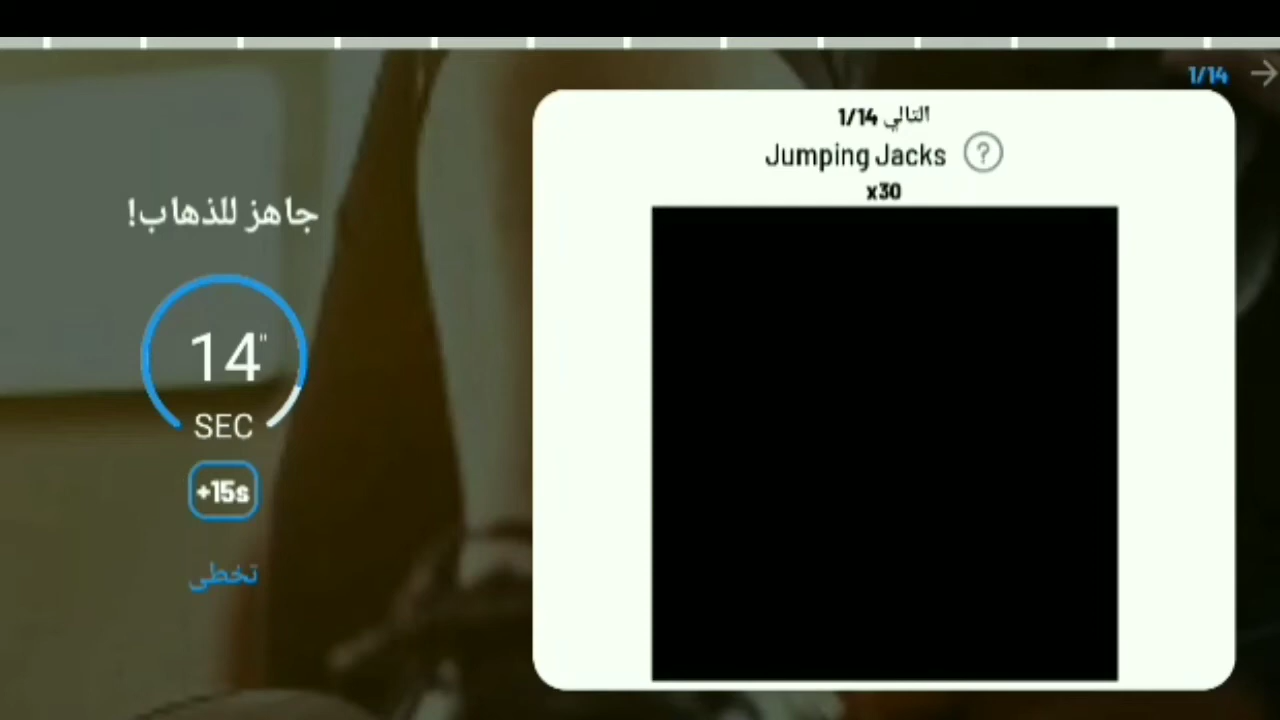 1/14
التالي 1/14
Jumping Jacks ?
x30
جاهز للذهاب!
14"
SEC
+15s
تخطى